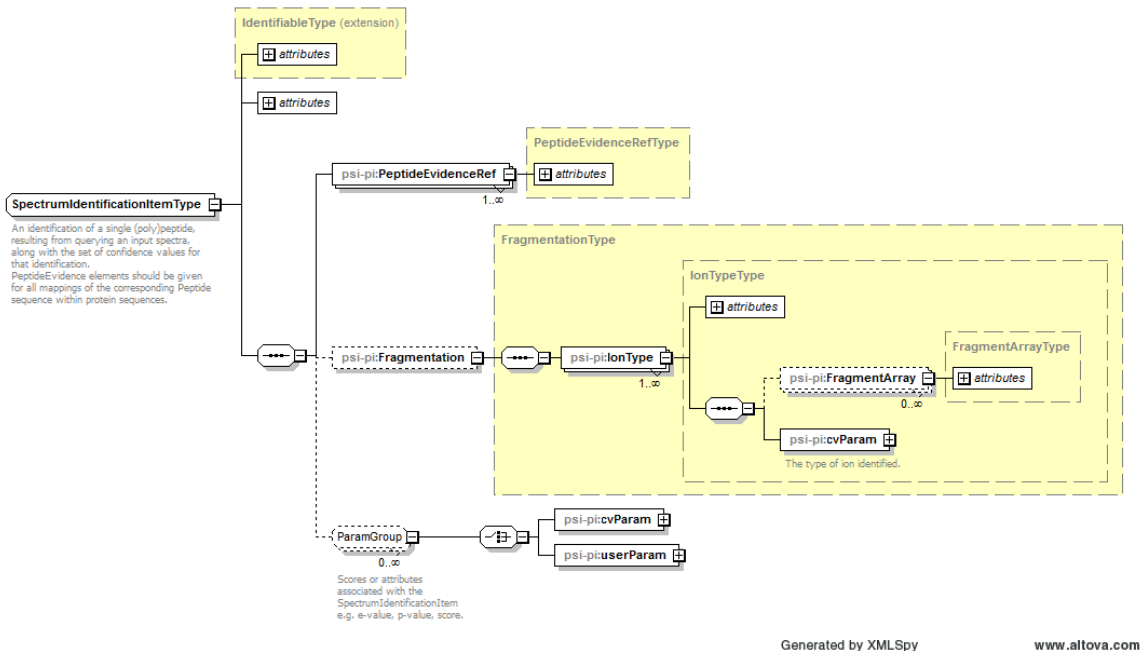 IdentifiableType (extension)
attributes
attributes
PeptideEvidenceRefType
psi-pi:PeptideEvidenceRef
attributes
1..∞
SpectrumIdentificationItemType
An identification of a single (poly)peptide,
resulting from querying an input spectra,
along with the set of confidence values for
that identification.
PeptideEvidence elements should be given
for all mappings of the corresponding Peptide
sequence within protein sequences.
FragmentationType
IonTypeType
attributes
psi-pi:Fragmentation
psi-pi:IonType
1..∞
FragmentArrayType
psi-pi:FragmentArray
attributes
0..∞
psi-pi:cvParam
The type of ion identified.
ParamGroup
0..∞
Scores or attributes
associated with the
SpectrumIdentificationItem
e.g. e-value, p-value, score.
psi-pi:cvParam
psi-pi:userParam
Generated by XMLSpy
www.altova.com